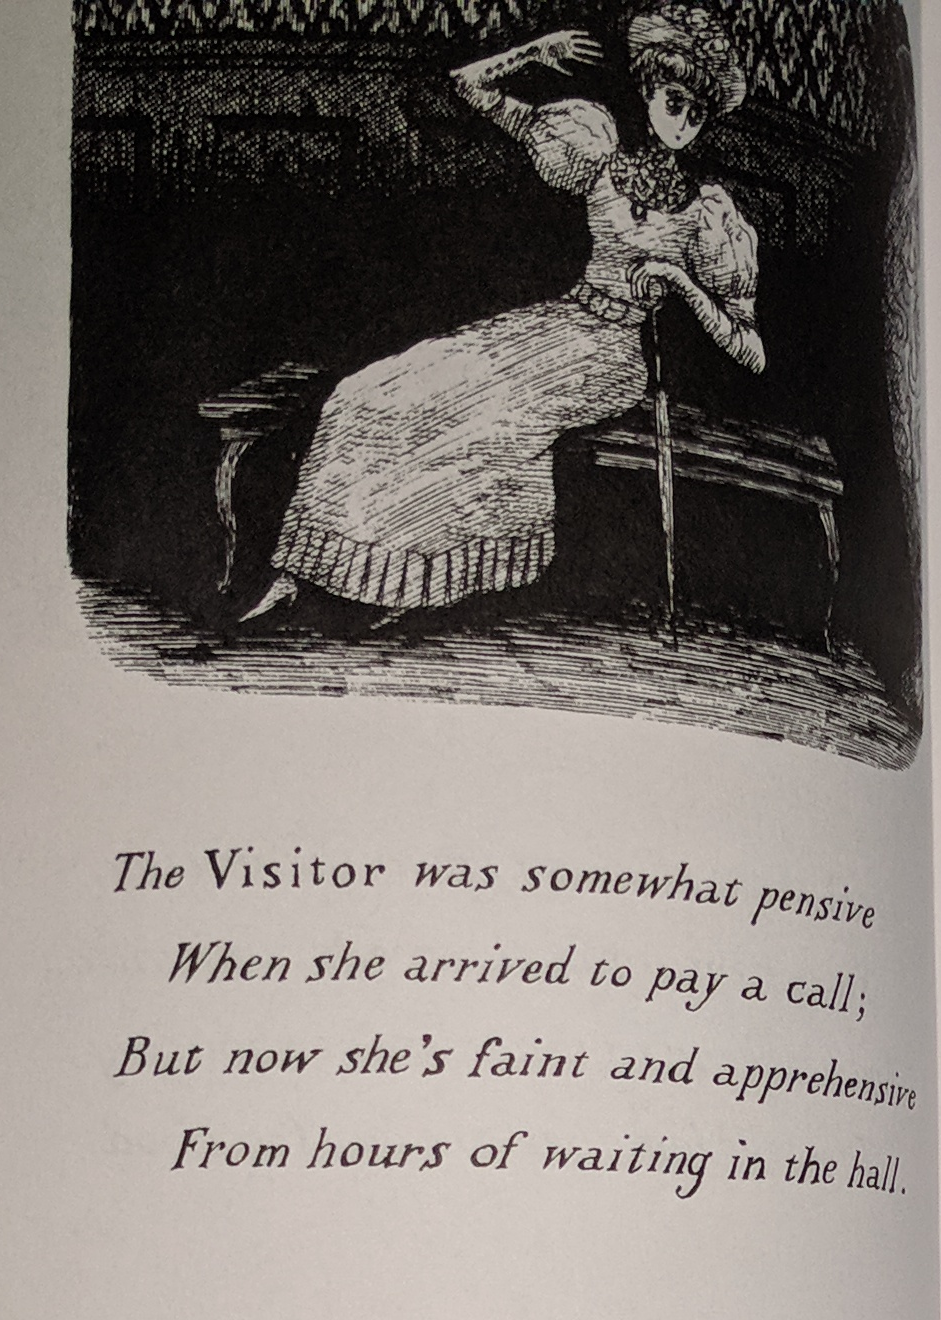 The Visitor was somewhat pensive
When she arrived to pay a call;
But now she's faint and apprehensive
From hours of waiting in the hall.